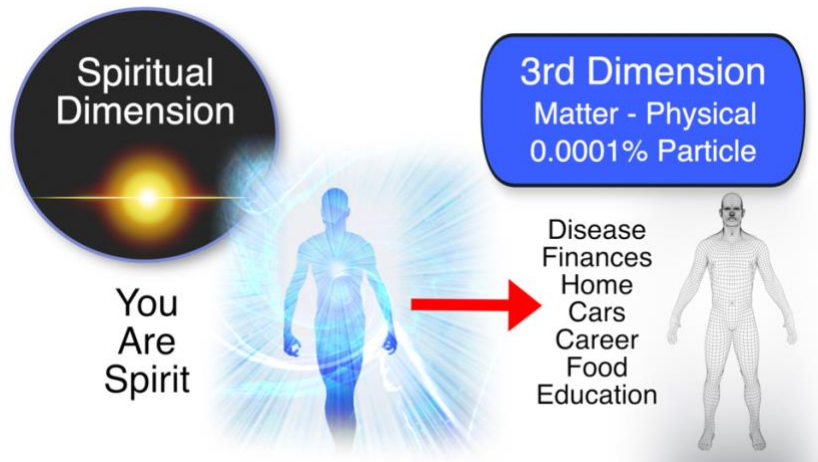 Spiritual
Dimension
You
Are
Spirit
3rd Dimension
Matter - Physical
0.0001% Particle
Disease
Finances
Home
Cars
Career
Food
Education